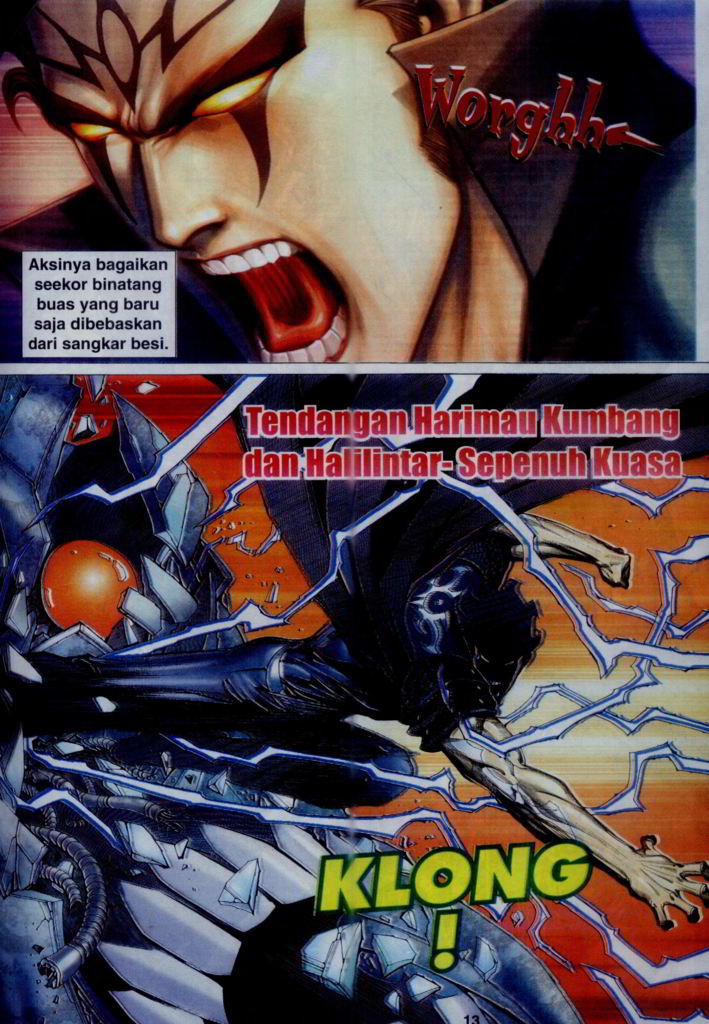 Worghh
Aksinya bagaikan
seekor binatang
buas yang baru
saja dibebaskan
dari sangkar besi.
Tendangan Harimau Kumbang
dan Halilintar- Sepenuh Kuasa
KLONG
!
13